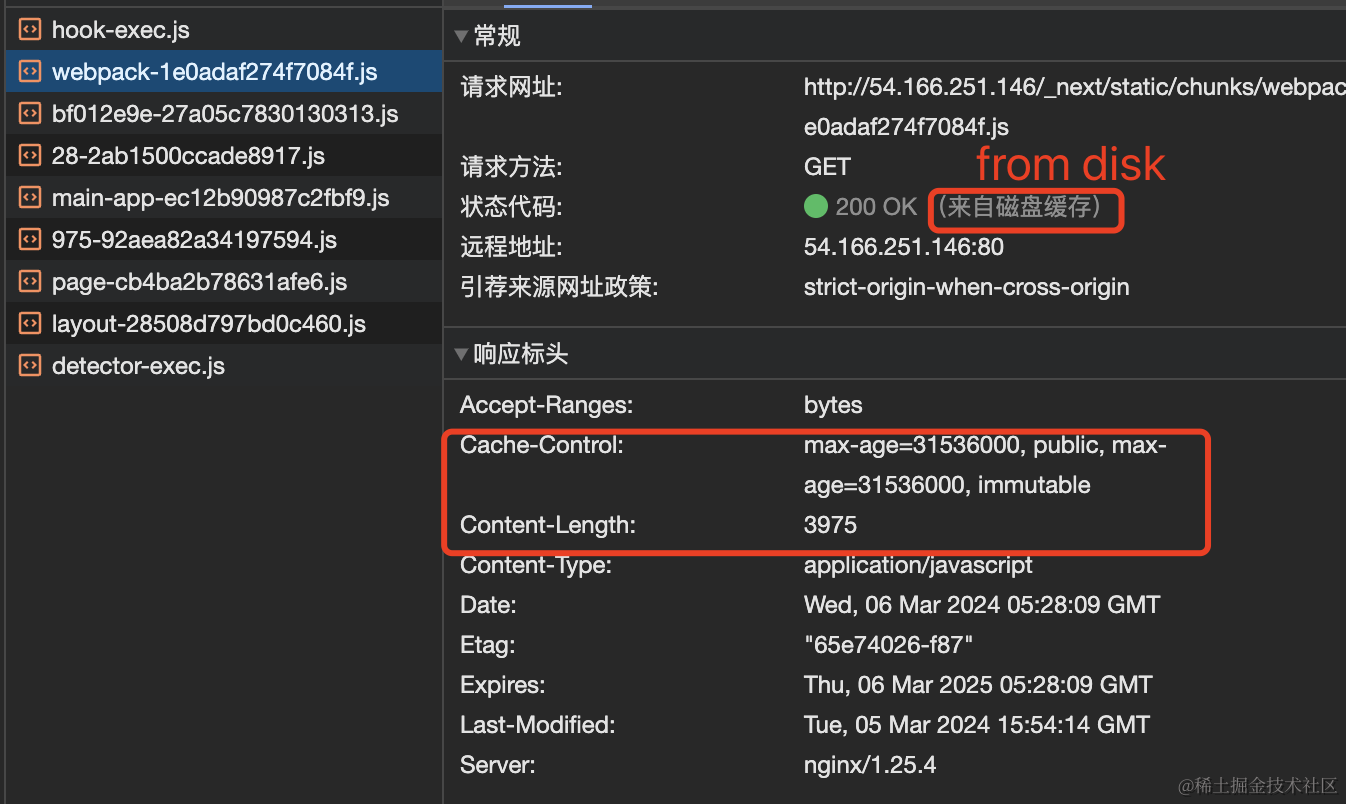 hook-exec.js
webpack-1e0adaf274f7084f.js
bf012e9e-27a05c7830130313.js
28-2ab1500ccade8917.js
main-app-ec12b90987c2fbf9.js
975-92aea82a34197594.js
page-cb4ba2b78631afe6.js
layout-28508d797bd0c460.js
detector-exec.js
常规
请求网址: http://54.166.251.146/_next/static/chunks/webpac
e0adaf274f7084f.js
请求方法: GET
from disk
状态代码: 200 OK (来自磁盘缓存)
远程地址: 54.166.251.146:80
引荐来源网址政策: strict-origin-when-cross-origin
响应标头
Accept-Ranges: bytes
Cache-Control: max-age=31536000, public, max-
age=31536000, immutable
Content-Length: 3975
Content-Type: application/javascript
Date: Wed, 06 Mar 2024 05:28:09 GMT
Etag: "65e74026-f87"
Expires: Thu, 06 Mar 2025 05:28:09 GMT
Last-Modified: Tue, 05 Mar 2024 15:54:14 GMT
Server: nginx/1.25.4
@稀土掘金技术社区